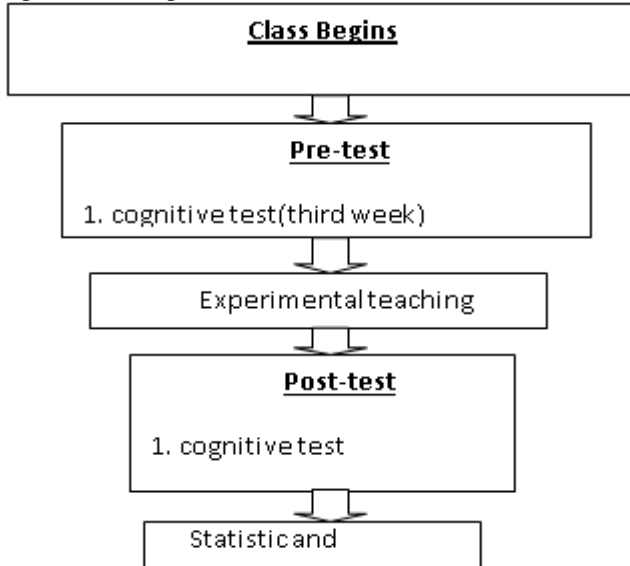 Class Begins
Pre-test
1. cognitive test(third week)
Experimental teaching
Post-test
1. cognitive test
Statistic and